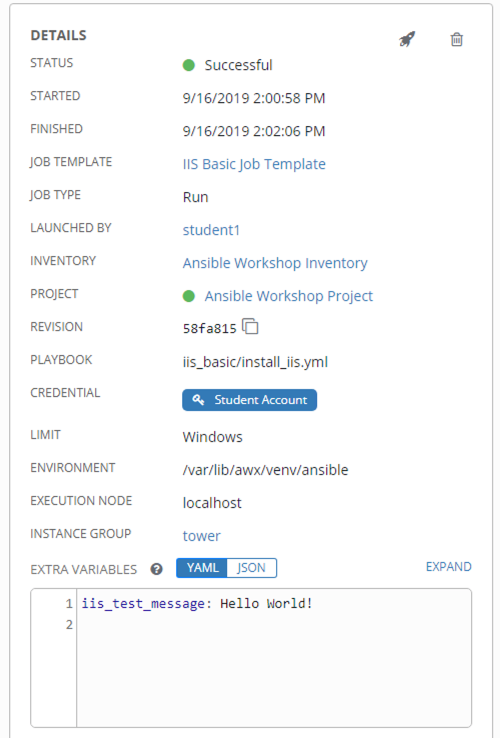 DETAILS
STATUS Successful
STARTED 9/16/2019 2:00:58 PM
FINISHED 9/16/2019 2:02:06 PM
JOB TEMPLATE IIS Basic Job Template
JOB TYPE Run
LAUNCHED BY student1
INVENTORY Ansible Workshop Inventory
PROJECT Ansible Workshop Project
REVISION 58fa815
PLAYBOOK iis_basic/install_iis.yml
CREDENTIAL Student Account
LIMIT Windows
ENVIRONMENT /var/lib/awx/venv/ansible
EXECUTION NODE localhost
INSTANCE GROUP tower
EXTRA VARIABLES ? YAML JSON EXPAND
1 iis_test_message: Hello World!
2